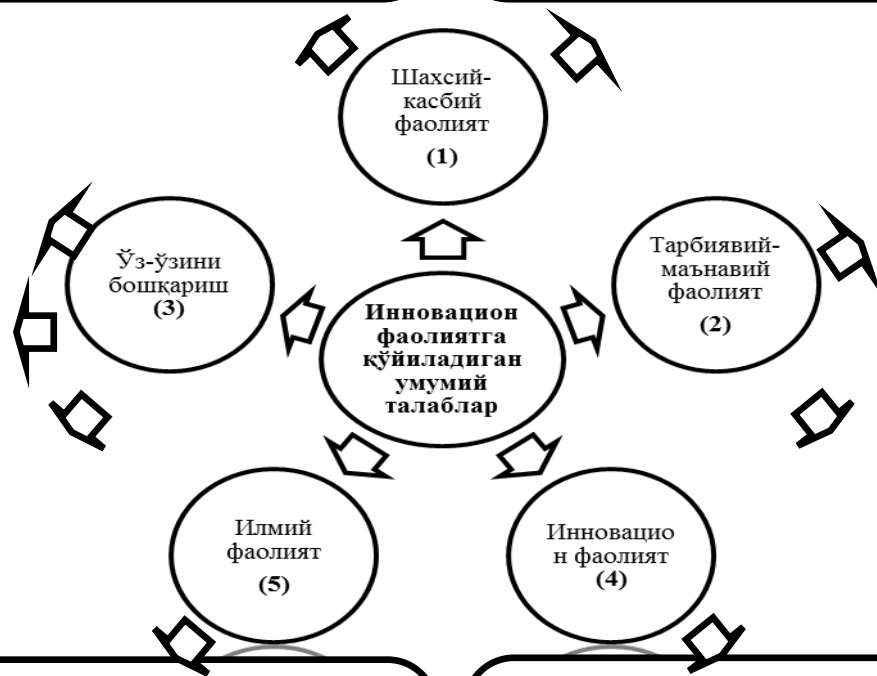 Шахсий-
касбий
фаолият
(1)
Ўз-ўзини
бошқариш
(3)
Тарбиявий-
маънавий
фаолият
(2)
Инновацион
фаолиятга
қўйиладиган
умумий
талаблар
Илмий
фаолият
(5)
Инновацио
н фаолият
(4)